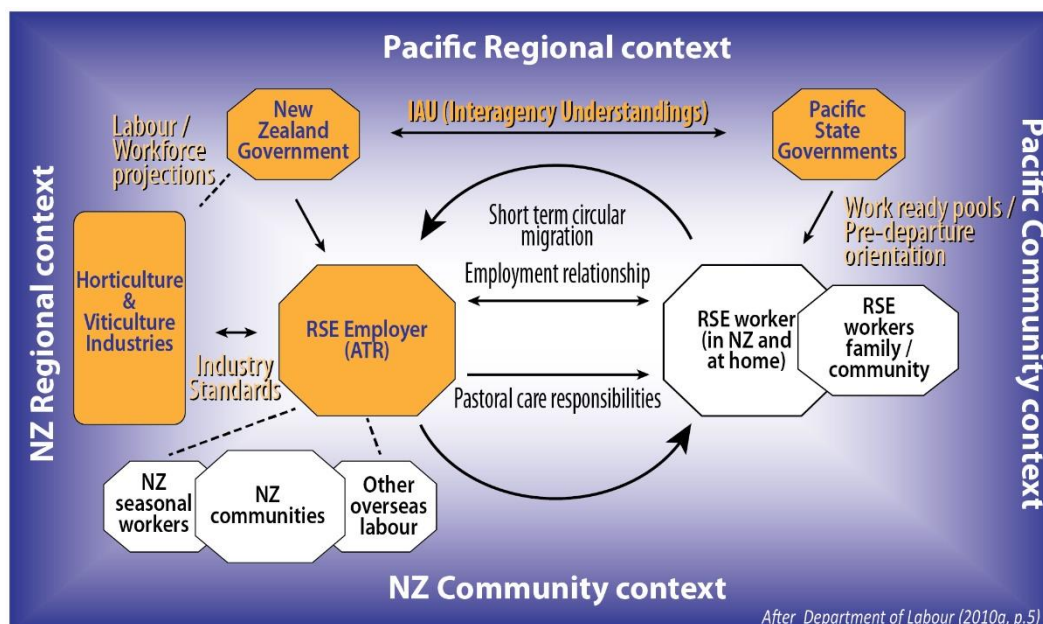 Pacific Regional context
New
Zealand
Government
IAU (Interagency Understandings)
Pacific
State
Governments
Labour /
Workforce
projections
Work ready pools /
Pre-departure
orientation
NZ Regional context
Pacific Community context
Short term circular
migration
Employment relationship
Horticulture
&
Viticulture
Industries
RSE Employer
(ATR)
RSE worker
(in NZ and
at home)
RSE
workers
family /
community
Industry
Standards
Pastoral care responsibilities
NZ
seasonal
workers
NZ
communities
Other
overseas
labour
NZ Community context
After Department of Labour (2010a, p.5)